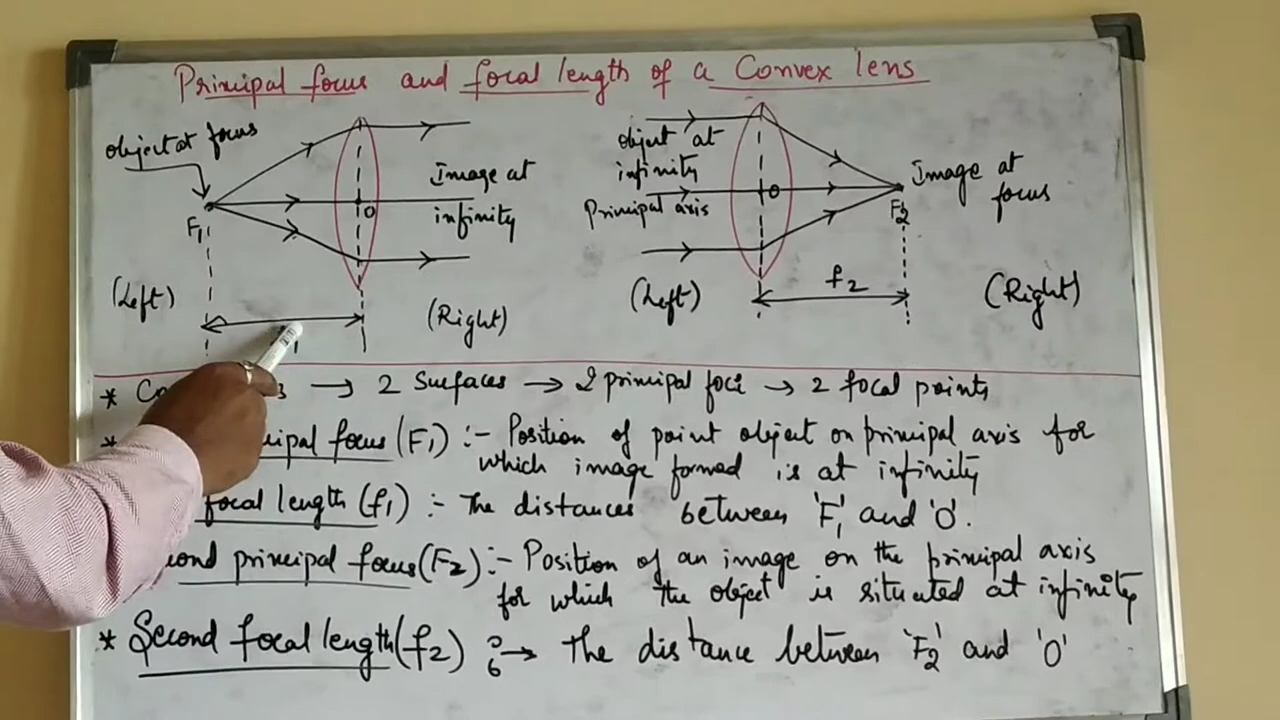 Principal focus and focal length of a Convex lens
Object at focus
Image at
infinity
F1
O
(Left)
(Right)
Object at
infinity
Principal axis
O
Image at
focus
F2
f2
(Left)
(Right)
* → 2 Surfaces → 2 principal foci → 2 focal points
* focus (F1) :- Position of point object on principal axis for
which image formed is at infinity
focal length (f1) :- The distances between 'F1' and 'O'.
principal focus (F2) :- Position of an image on the principal axis
for which the object is situated at infinity
* Second focal length (f2) : → The distance between 'F2' and 'O'